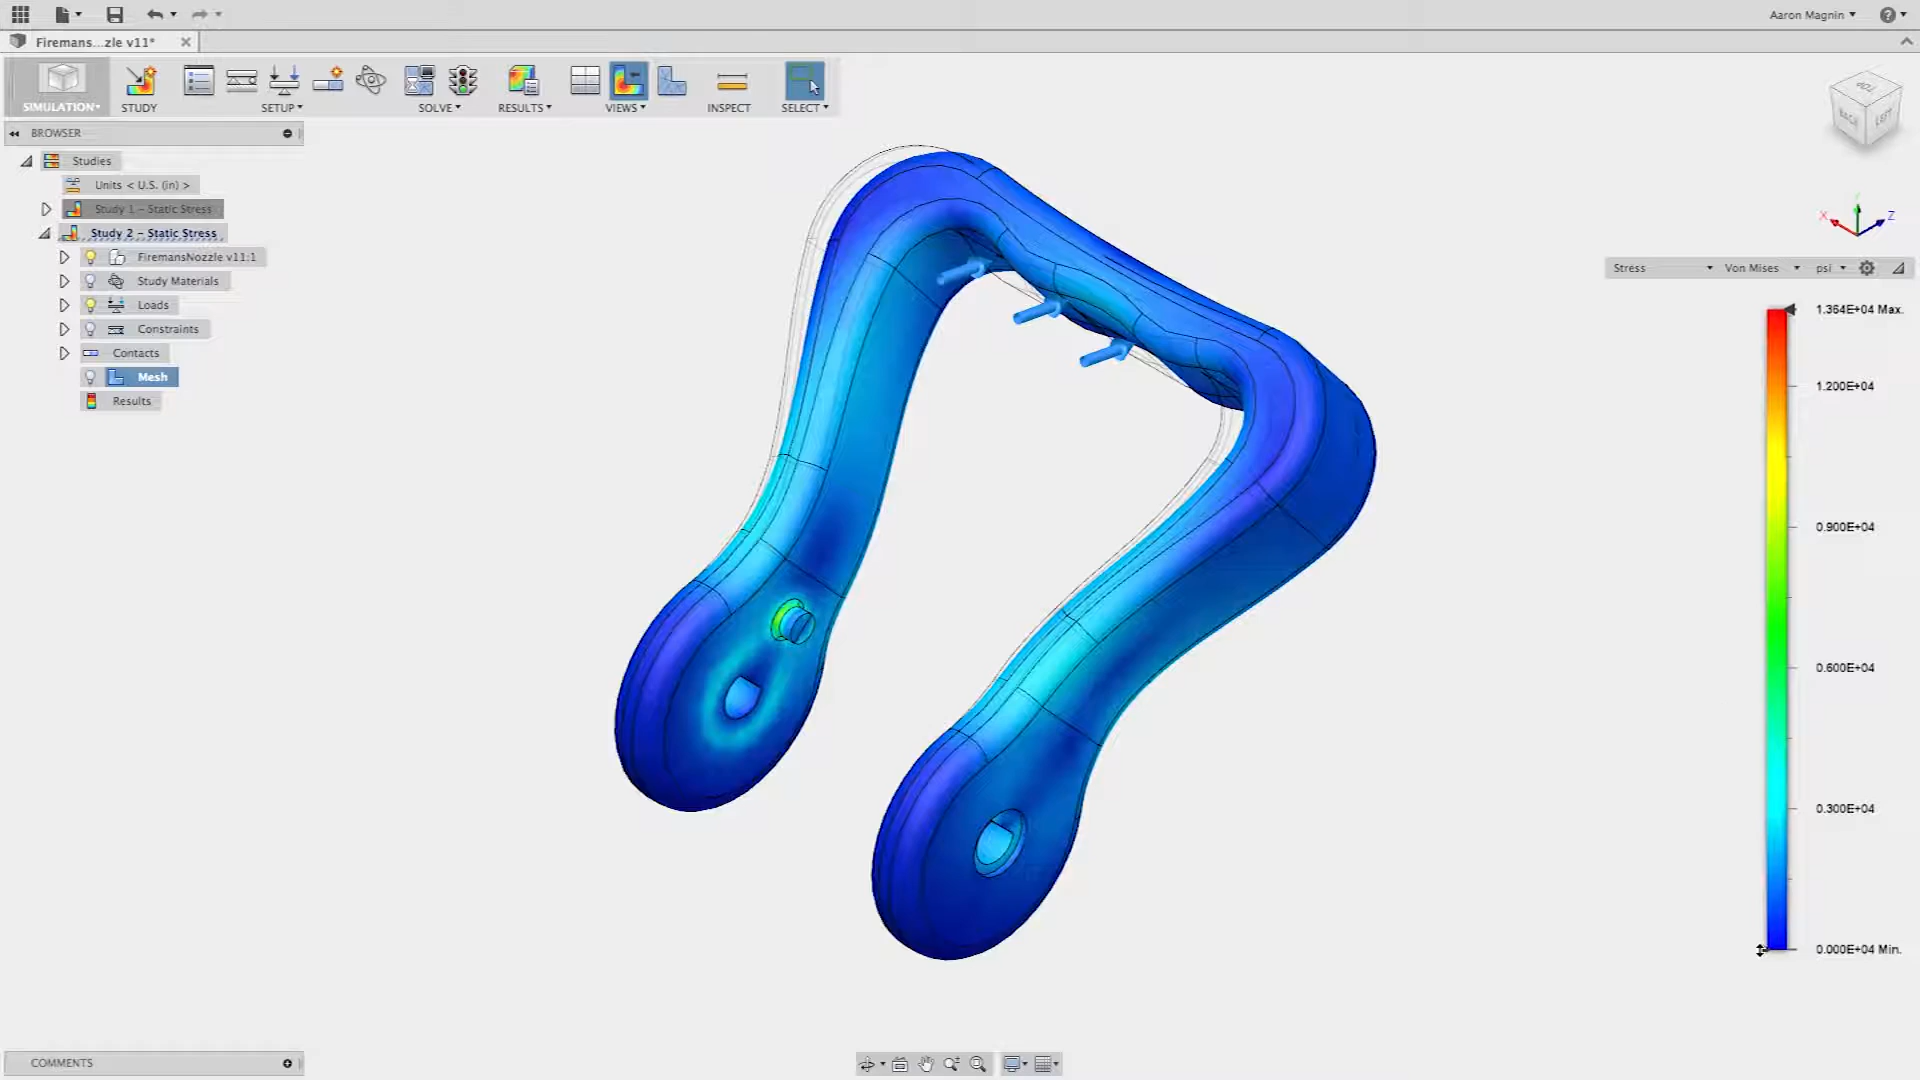 Aaron Magnin
Firemans...zle v11*
SIMULATION
STUDY
SETUP
SOLVE
RESULTS
VIEWS
INSPECT
SELECT
TOP
BACK
LEFT
BROWSER
Studies
Units < U.S. (in) >
Study 1 - Static Stress
Study 2 - Static Stress
FiremansNozzle v11:1
Study Materials
Loads
Constraints
Contacts
Mesh
Results
X
Y
Z
Stress Von Mises psi
1.364E+04 Max.
1.200E+04
0.900E+04
0.600E+04
0.300E+04
0.000E+04 Min.
COMMENTS